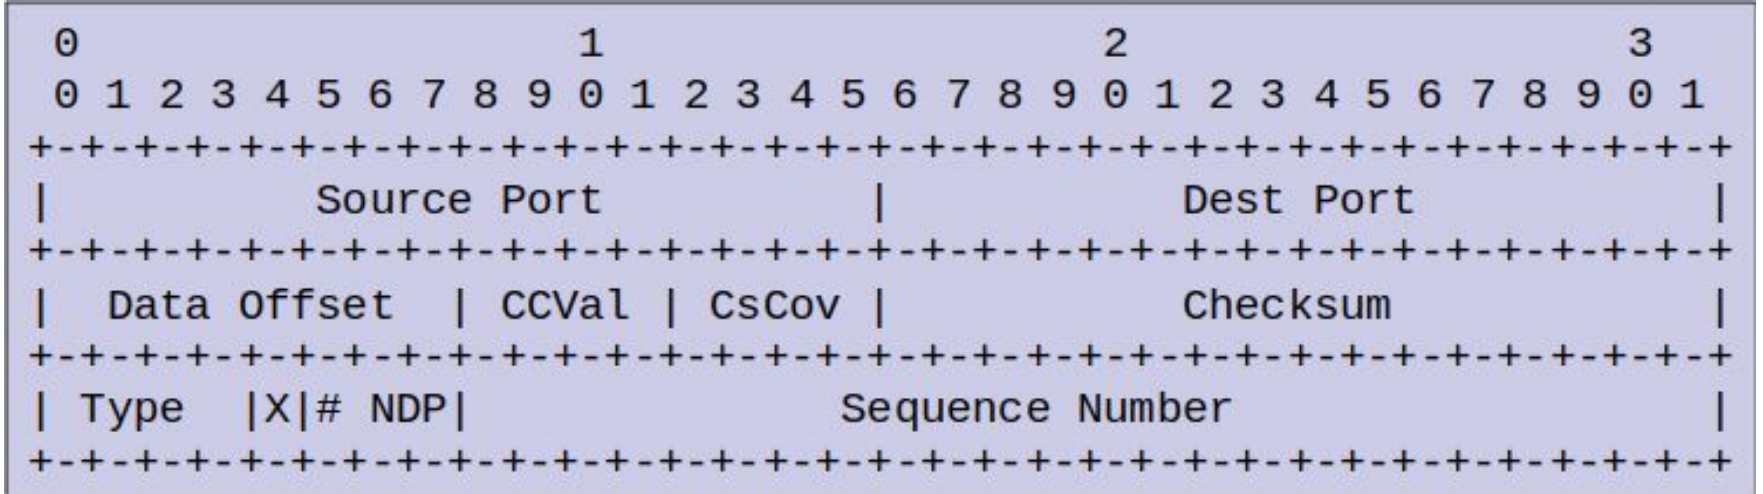 0                   1                   2                   3
 0 1 2 3 4 5 6 7 8 9 0 1 2 3 4 5 6 7 8 9 0 1 2 3 4 5 6 7 8 9 0 1
+-+-+-+-+-+-+-+-+-+-+-+-+-+-+-+-+-+-+-+-+-+-+-+-+-+-+-+-+-+-+-+-+
|          Source Port          |           Dest Port           |
+-+-+-+-+-+-+-+-+-+-+-+-+-+-+-+-+-+-+-+-+-+-+-+-+-+-+-+-+-+-+-+-+
|  Data Offset  | CCVal | CsCov |           Checksum            |
+-+-+-+-+-+-+-+-+-+-+-+-+-+-+-+-+-+-+-+-+-+-+-+-+-+-+-+-+-+-+-+-+
| Type  |X|# NDP|              Sequence Number                  |
+-+-+-+-+-+-+-+-+-+-+-+-+-+-+-+-+-+-+-+-+-+-+-+-+-+-+-+-+-+-+-+-+